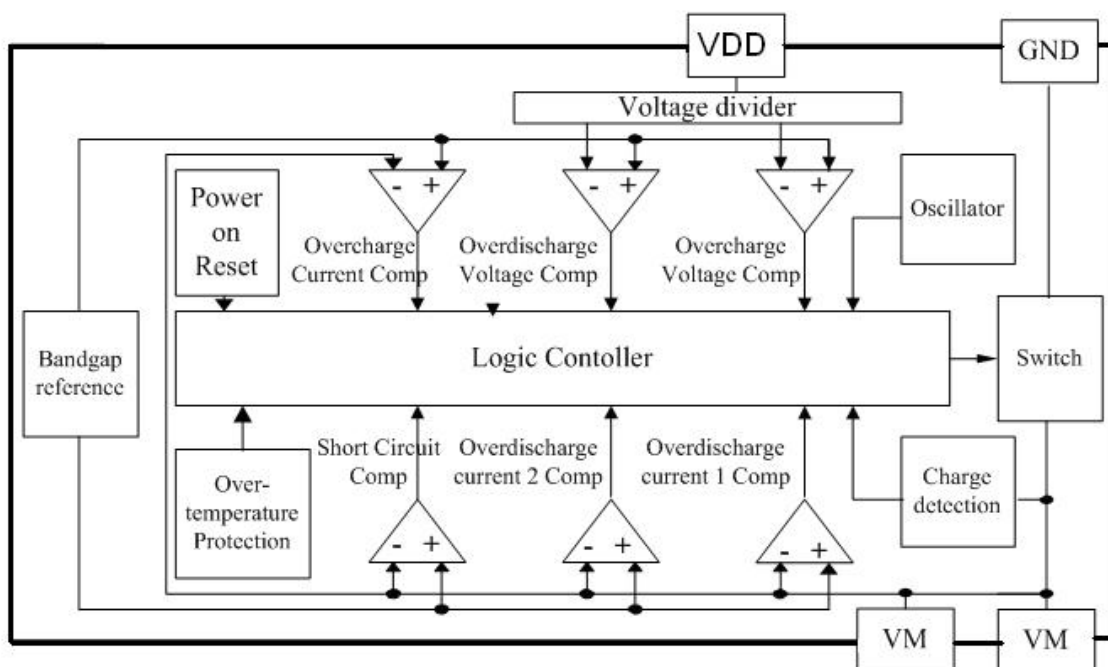 VDD
GND
Voltage divider
- +
- +
- +
Power
on
Reset
Oscillator
Overcharge
Current Comp
Overdischarge
Voltage Comp
Overcharge
Voltage Comp
Bandgap
reference
Logic Contoller
Switch
Short Circuit
Comp
Overdischarge
current 2 Comp
Overdischarge
current 1 Comp
Over-
temperature
Protection
Charge
detection
- +
- +
- +
VM
VM